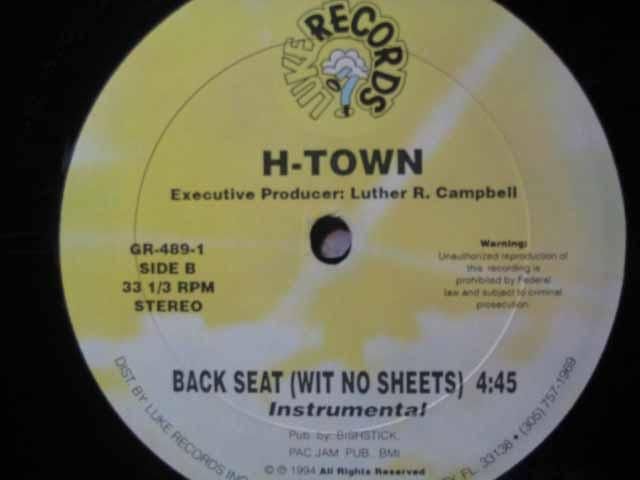 LUKE RECORDS
H-TOWN
Executive Producer: Luther R. Campbell
GR-489-1
SIDE B
33 1/3 RPM
STEREO
Warning:
Unauthorized reproduction of
this recording is
prohibited by Federal
law and subject to criminal
prosecution.
BACK SEAT (WIT NO SHEETS) 4:45
Instrumental
Pub. by: BISHSTICK,
PAC JAM PUB. BMI
© ℗ 1994 All Rights Reserved
DIST. BY LUKE RECORDS INC
FL 33138 • (305) 757-1969